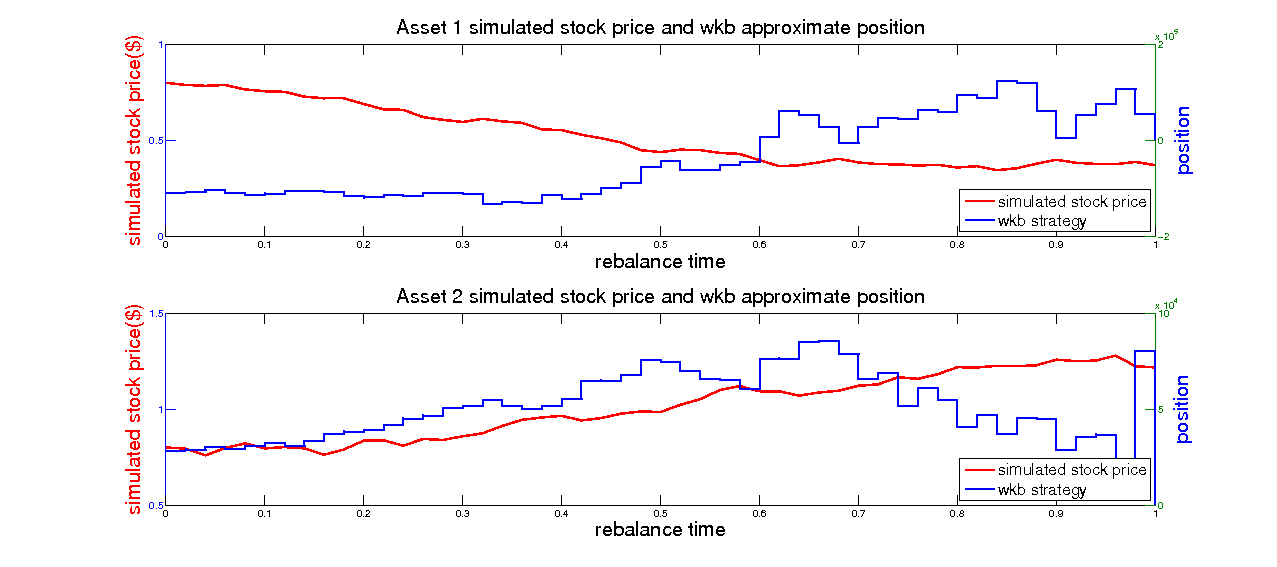 Asset 1 simulated stock price and wkb approximate position
x 10^5
simulated stock price($)
position
1
0.5
0
2
0
-2
simulated stock price
wkb strategy
0 0.1 0.2 0.3 0.4 0.5 0.6 0.7 0.8 0.9 1
rebalance time
Asset 2 simulated stock price and wkb approximate position
x 10^4
simulated stock price($)
position
1.5
1
0.5
10
5
0
simulated stock price
wkb strategy
0 0.1 0.2 0.3 0.4 0.5 0.6 0.7 0.8 0.9 1
rebalance time